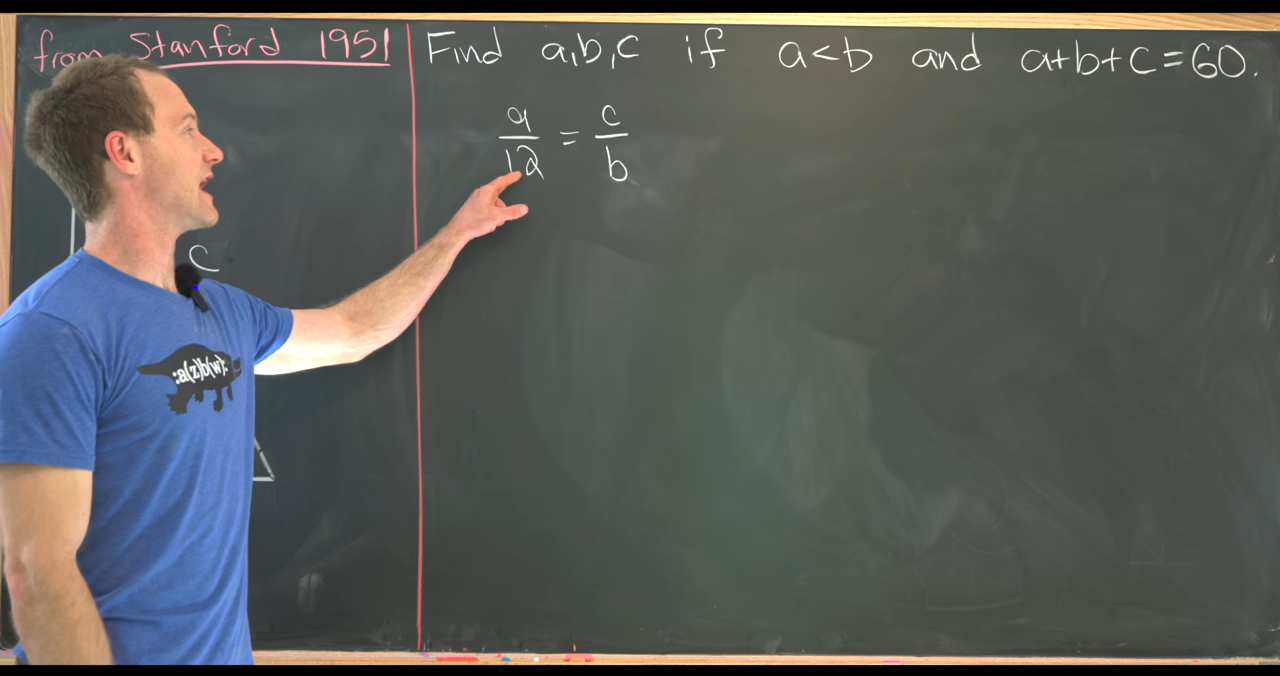 from Stanford 1951
Find a,b,c if a<b and a+b+c=60.
a/12 = c/b
c
:a(z)b(w):